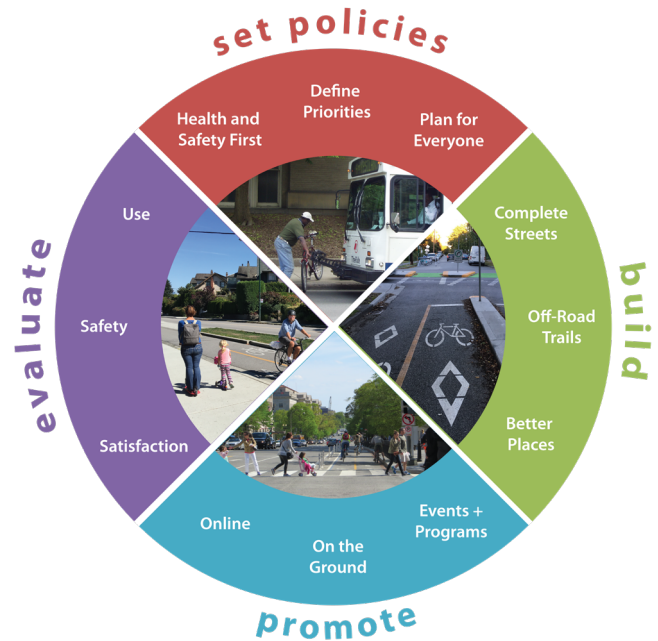 set policies
Health and
Safety First
Define
Priorities
Plan for
Everyone
build
Complete
Streets
Off-Road
Trails
Better
Places
promote
Events +
Programs
On the
Ground
Online
evaluate
Use
Safety
Satisfaction